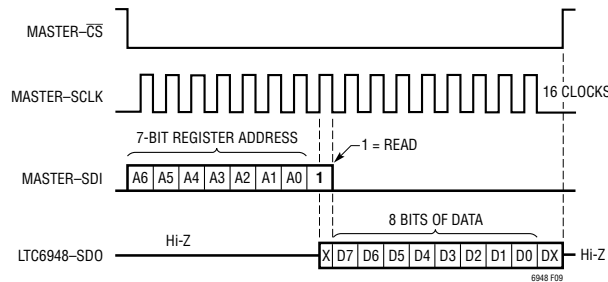 MASTER–CS
MASTER–SCLK
16 CLOCKS
7-BIT REGISTER ADDRESS
1 = READ
MASTER–SDI
A6 A5 A4 A3 A2 A1 A0 1
8 BITS OF DATA
Hi-Z
LTC6948–SDO
X D7 D6 D5 D4 D3 D2 D1 D0 DX
Hi-Z
6948 F09